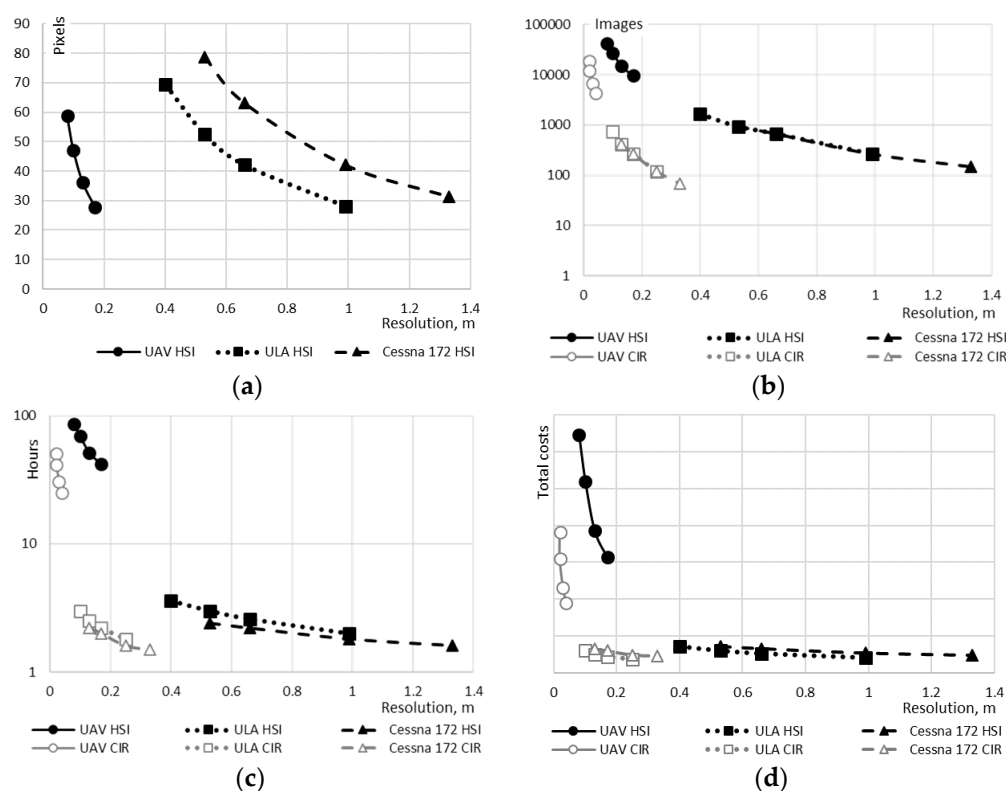 Pixels
90
80
70
60
50
40
30
20
10
0
0 0.2 0.4 0.6 0.8 1 1.2 1.4
Resolution, m
UAV HSI ULA HSI Cessna 172 HSI
(a)
Images
100000
10000
1000
100
10
1
0 0.2 0.4 0.6 0.8 1 1.2 1.4
Resolution, m
UAV HSI ULA HSI Cessna 172 HSI
UAV CIR ULA CIR Cessna 172 CIR
(b)
Hours
100
10
1
0 0.2 0.4 0.6 0.8 1 1.2 1.4
Resolution, m
UAV HSI ULA HSI Cessna 172 HSI
UAV CIR ULA CIR Cessna 172 CIR
(c)
Total costs
0 0.2 0.4 0.6 0.8 1 1.2 1.4
Resolution, m
UAV HSI ULA HSI Cessna 172 HSI
UAV CIR ULA CIR Cessna 172 CIR
(d)